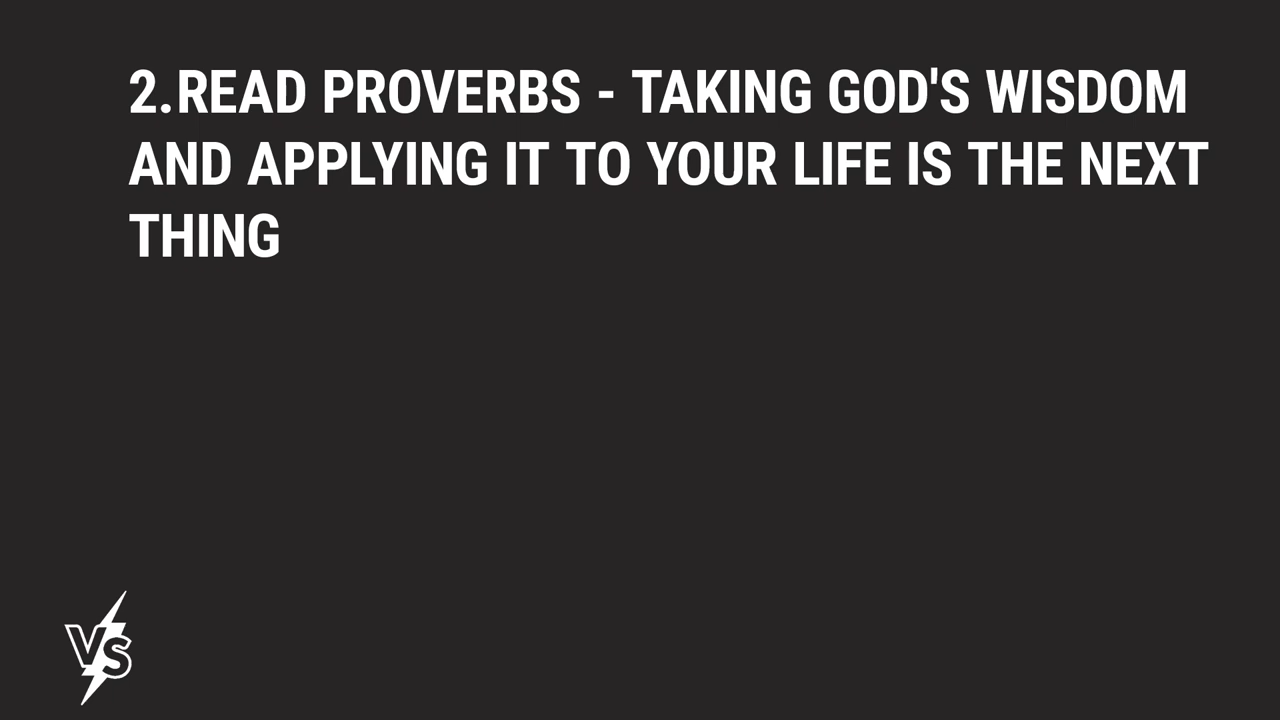 2.READ PROVERBS - TAKING GOD'S WISDOM
AND APPLYING IT TO YOUR LIFE IS THE NEXT
THING
VS